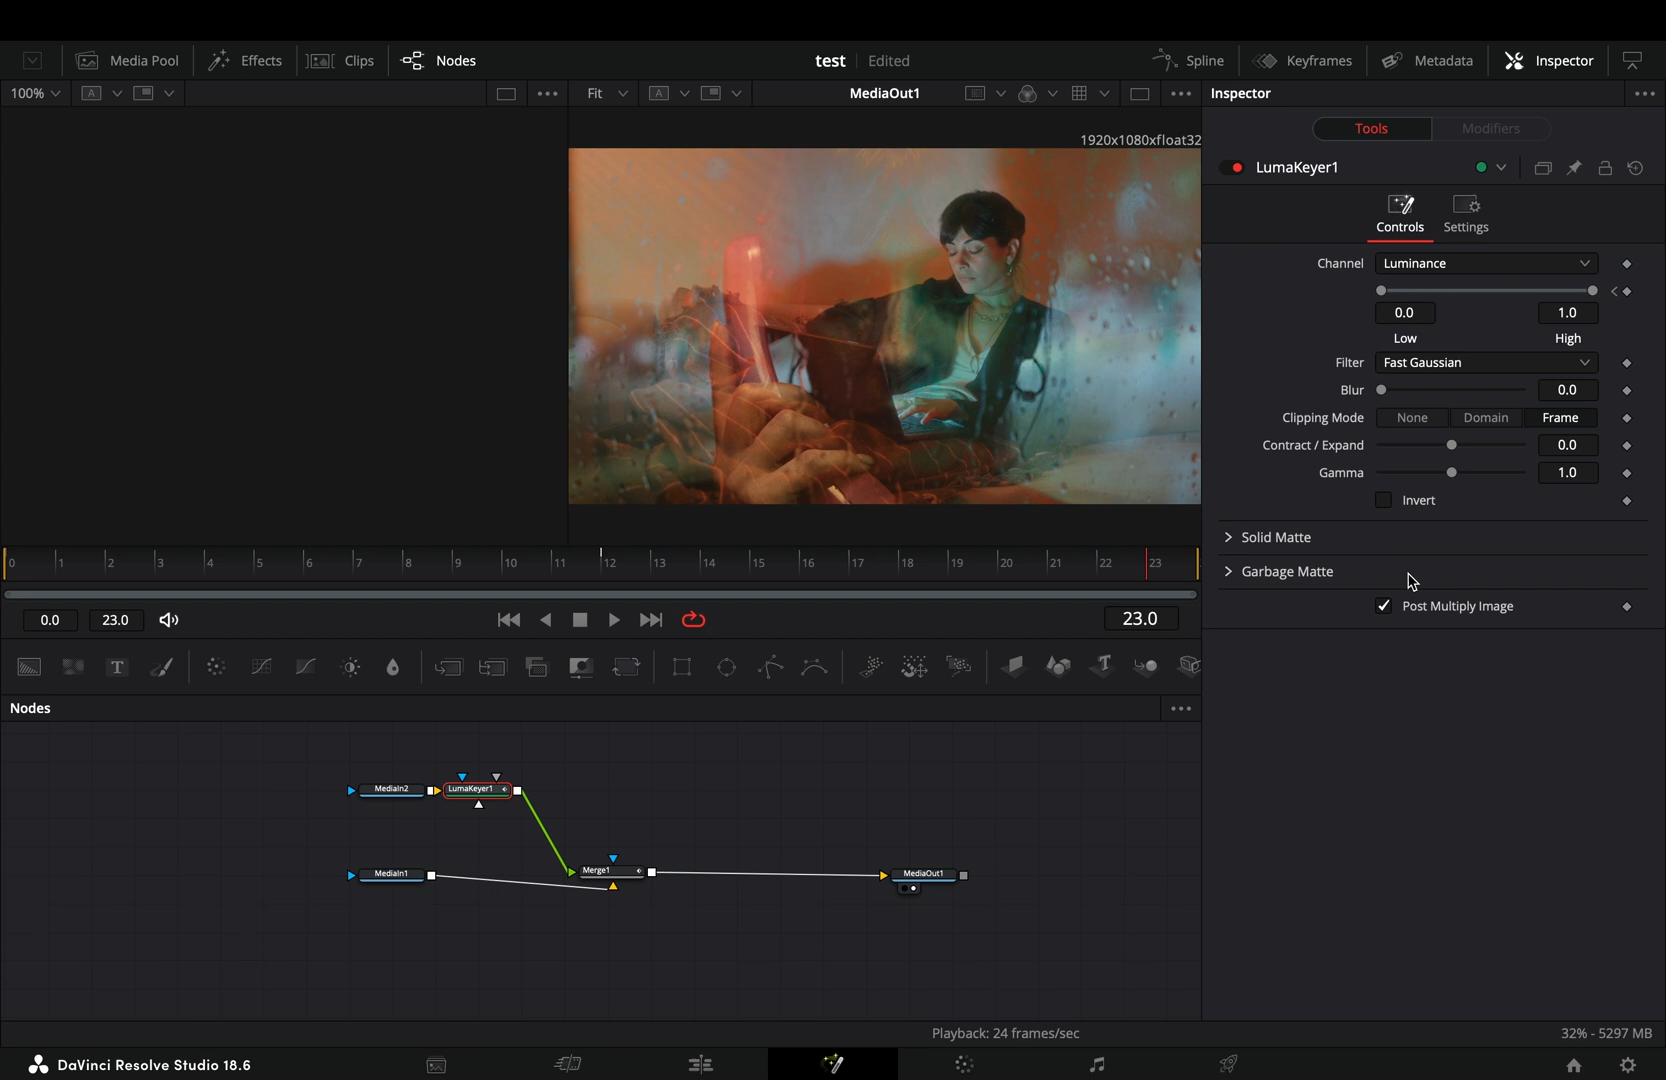 Media Pool Effects Clips Nodes test Edited Spline Keyframes Metadata Inspector
100% A Fit A MediaOut1 Inspector
1920x1080xfloat32
Tools Modifiers
LumaKeyer1
Controls Settings
Channel Luminance
0.0 1.0
Low High
Filter Fast Gaussian
Blur 0.0
Clipping Mode None Domain Frame
Contract / Expand 0.0
Gamma 1.0
Invert
Solid Matte
Garbage Matte
Post Multiply Image
0 1 2 3 4 5 6 7 8 9 10 11 12 13 14 15 16 17 18 19 20 21 22 23
0.0 23.0 23.0
T T
Nodes
MediaIn2 LumaKeyer1
MediaIn1 Merge1 MediaOut1
Playback: 24 frames/sec 32% - 5297 MB
DaVinci Resolve Studio 18.6